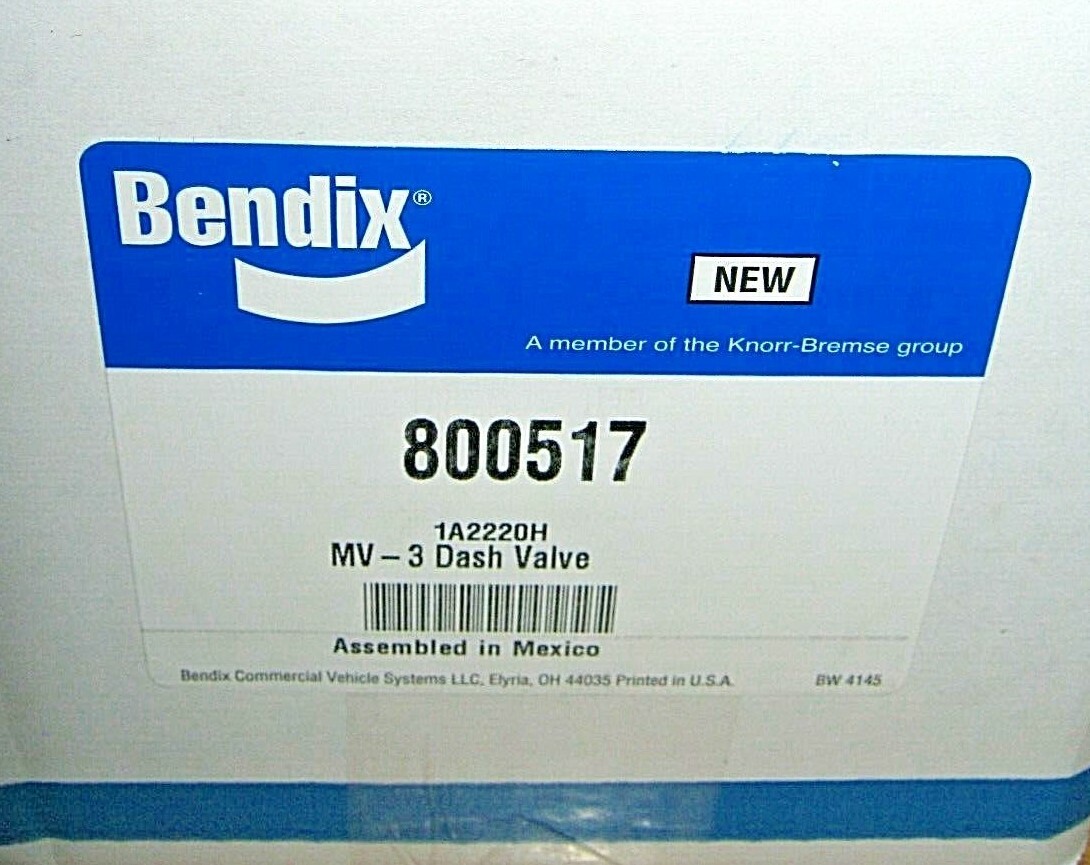 Bendix®
NEW
A member of the Knorr-Bremse group
800517
1A2220H
MV – 3 Dash Valve
Assembled in Mexico
Bendix Commercial Vehicle Systems LLC, Elyria, OH 44035 Printed in U.S.A. BW 4145